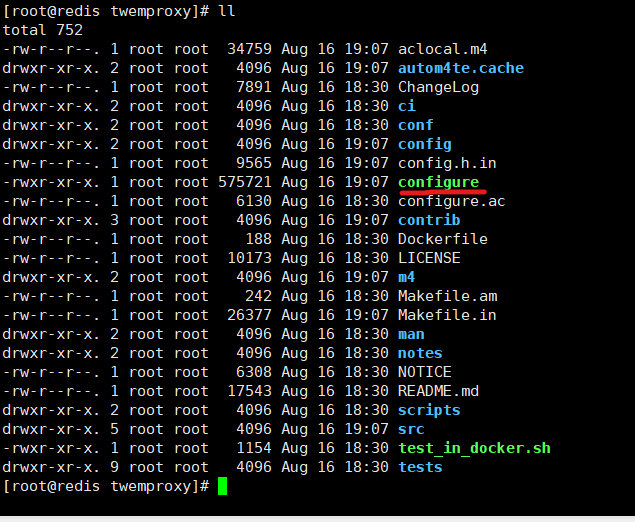 [root@redis twemproxy]# ll
total 752
-rw-r--r--. 1 root root  34759 Aug 16 19:07 aclocal.m4
drwxr-xr-x. 2 root root   4096 Aug 16 19:07 autom4te.cache
-rw-r--r--. 1 root root   7891 Aug 16 18:30 ChangeLog
drwxr-xr-x. 2 root root   4096 Aug 16 18:30 ci
drwxr-xr-x. 2 root root   4096 Aug 16 18:30 conf
drwxr-xr-x. 2 root root   4096 Aug 16 19:07 config
-rw-r--r--. 1 root root   9565 Aug 16 19:07 config.h.in
-rwxr-xr-x. 1 root root 575721 Aug 16 19:07 configure
-rw-r--r--. 1 root root   6130 Aug 16 18:30 configure.ac
drwxr-xr-x. 3 root root   4096 Aug 16 19:07 contrib
-rw-r--r--. 1 root root    188 Aug 16 18:30 Dockerfile
-rw-r--r--. 1 root root  10173 Aug 16 18:30 LICENSE
drwxr-xr-x. 2 root root   4096 Aug 16 19:07 m4
-rw-r--r--. 1 root root    242 Aug 16 18:30 Makefile.am
-rw-r--r--. 1 root root  26377 Aug 16 19:07 Makefile.in
drwxr-xr-x. 2 root root   4096 Aug 16 18:30 man
drwxr-xr-x. 2 root root   4096 Aug 16 18:30 notes
-rw-r--r--. 1 root root   6308 Aug 16 18:30 NOTICE
-rw-r--r--. 1 root root  17543 Aug 16 18:30 README.md
drwxr-xr-x. 2 root root   4096 Aug 16 18:30 scripts
drwxr-xr-x. 5 root root   4096 Aug 16 19:07 src
-rwxr-xr-x. 1 root root   1154 Aug 16 18:30 test_in_docker.sh
drwxr-xr-x. 9 root root   4096 Aug 16 18:30 tests
[root@redis twemproxy]#